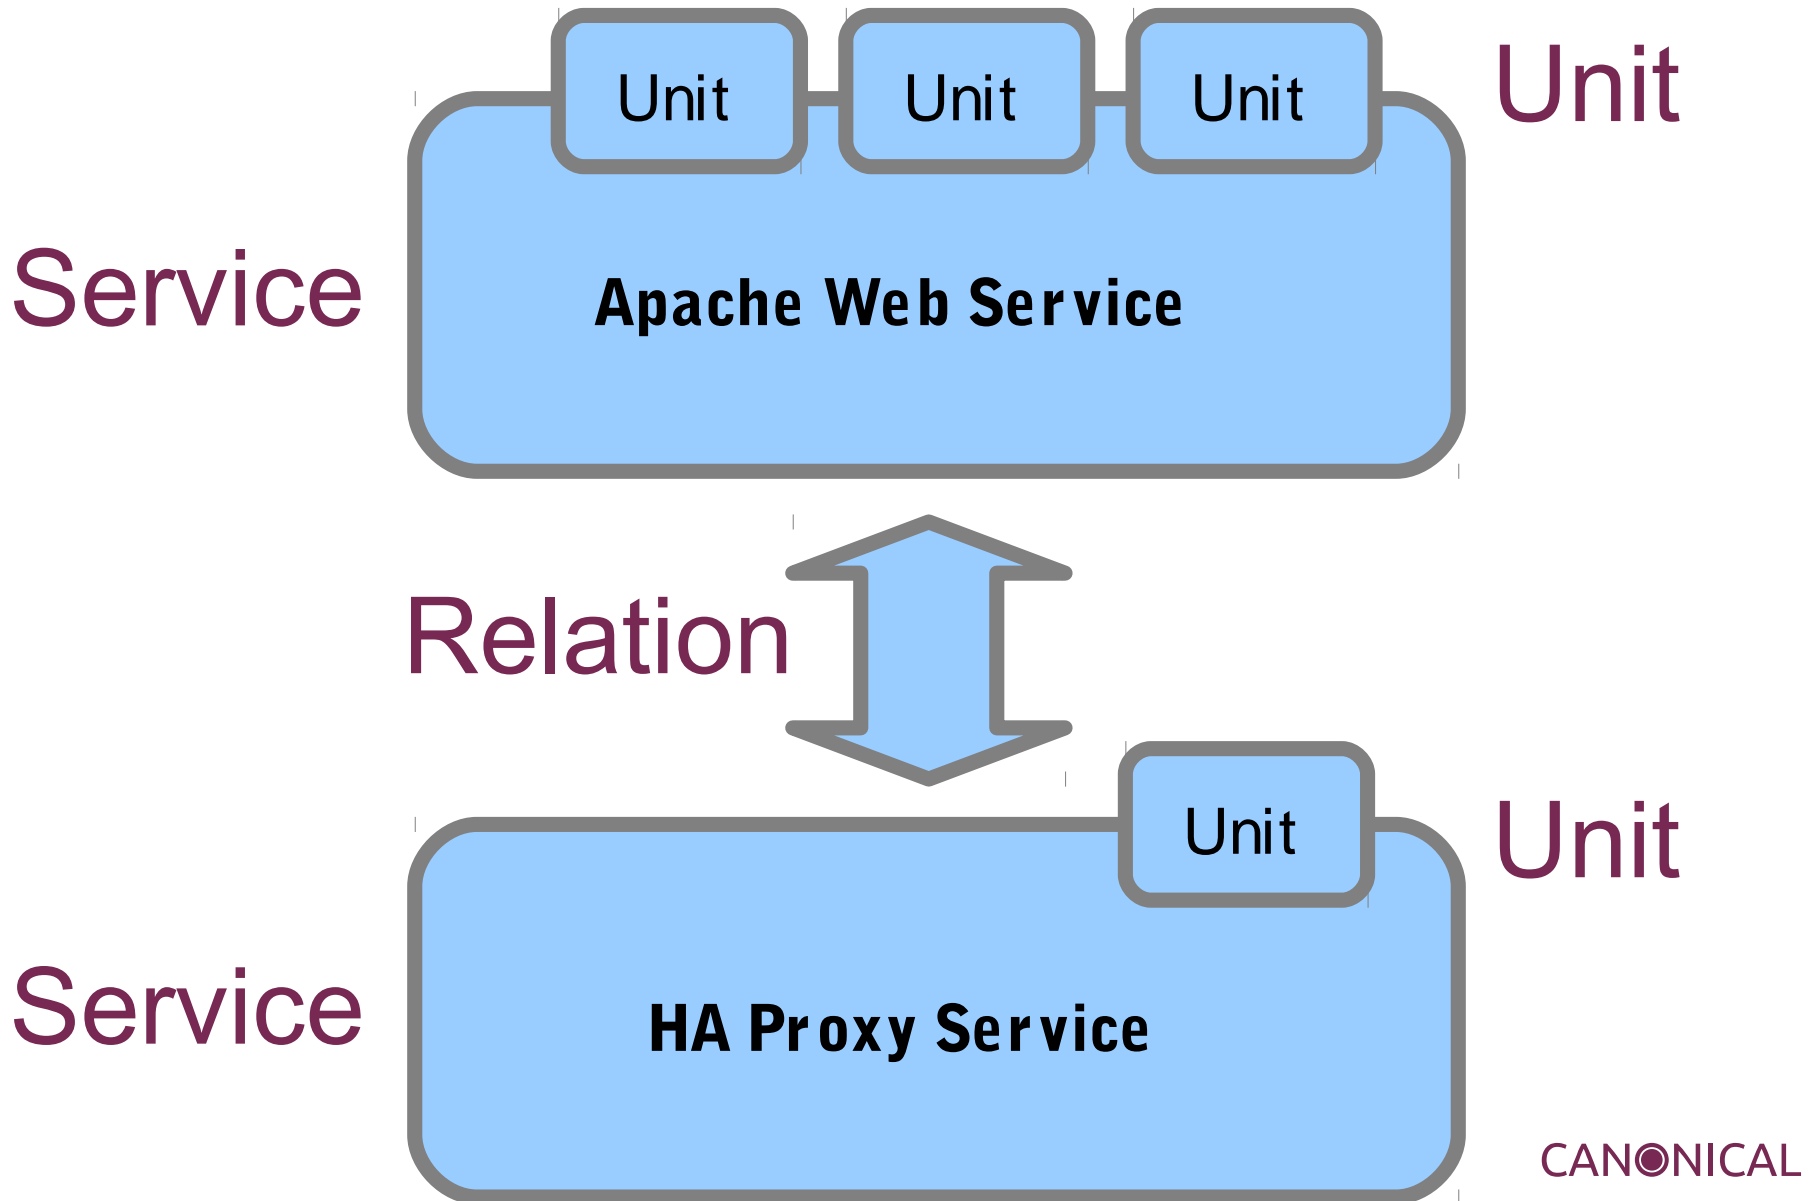 Unit Unit Unit Unit
Service
Apache Web Service
Relation
Unit Unit
Service
HA Proxy Service
CANONICAL